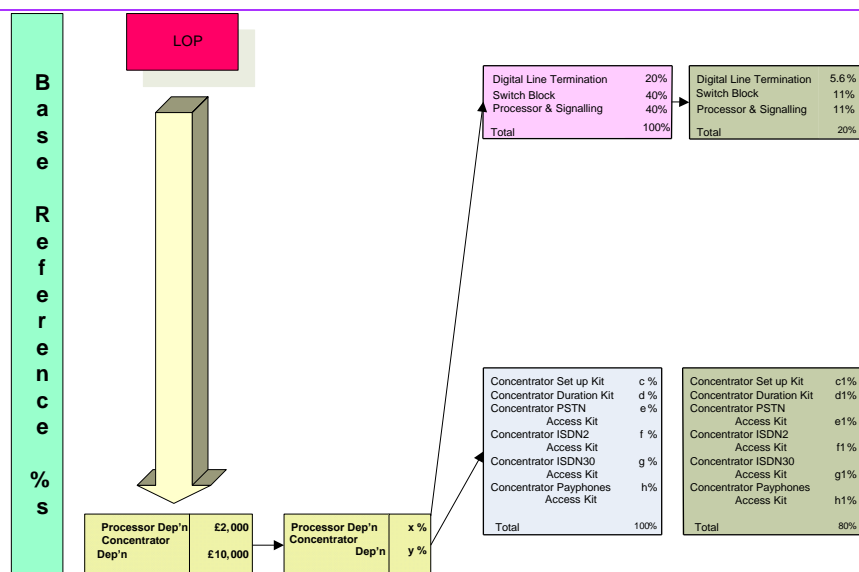 Base Reference %s
LOP
Digital Line Termination 20%
Switch Block 40%
Processor & Signalling 40%
Total 100%
Digital Line Termination 5.6%
Switch Block 11%
Processor & Signalling 11%
Total 20%
Concentrator Set up Kit c %
Concentrator Duration Kit d %
Concentrator PSTN e %
Access Kit
Concentrator ISDN2 f %
Access Kit
Concentrator ISDN30 g %
Access Kit
Concentrator Payphones h%
Access Kit
Total 100%
Concentrator Set up Kit c1%
Concentrator Duration Kit d1%
Concentrator PSTN
Access Kit e1%
Concentrator ISDN2
Access Kit f1%
Concentrator ISDN30
Access Kit g1%
Concentrator Payphones
Access Kit h1%
Total 80%
Processor Dep'n £2,000
Concentrator
Dep'n £10,000
Processor Dep'n x %
Concentrator
Dep'n y %